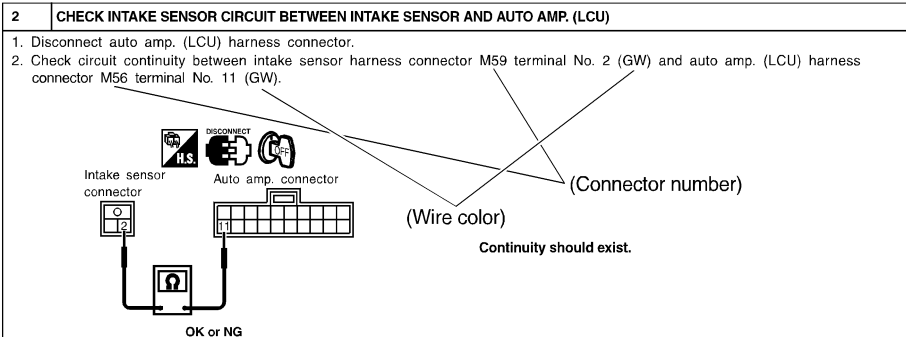 2 CHECK INTAKE SENSOR CIRCUIT BETWEEN INTAKE SENSOR AND AUTO AMP. (LCU)
1. Disconnect auto amp. (LCU) harness connector.
2. Check circuit continuity between intake sensor harness connector M59 terminal No. 2 (GW) and auto amp. (LCU) harness
connector M56 terminal No. 11 (GW).
DISCONNECT
H.S.
OFF
Intake sensor
connector
Auto amp. connector
(Connector number)
2
11
(Wire color)
Continuity should exist.
Ω
OK or NG